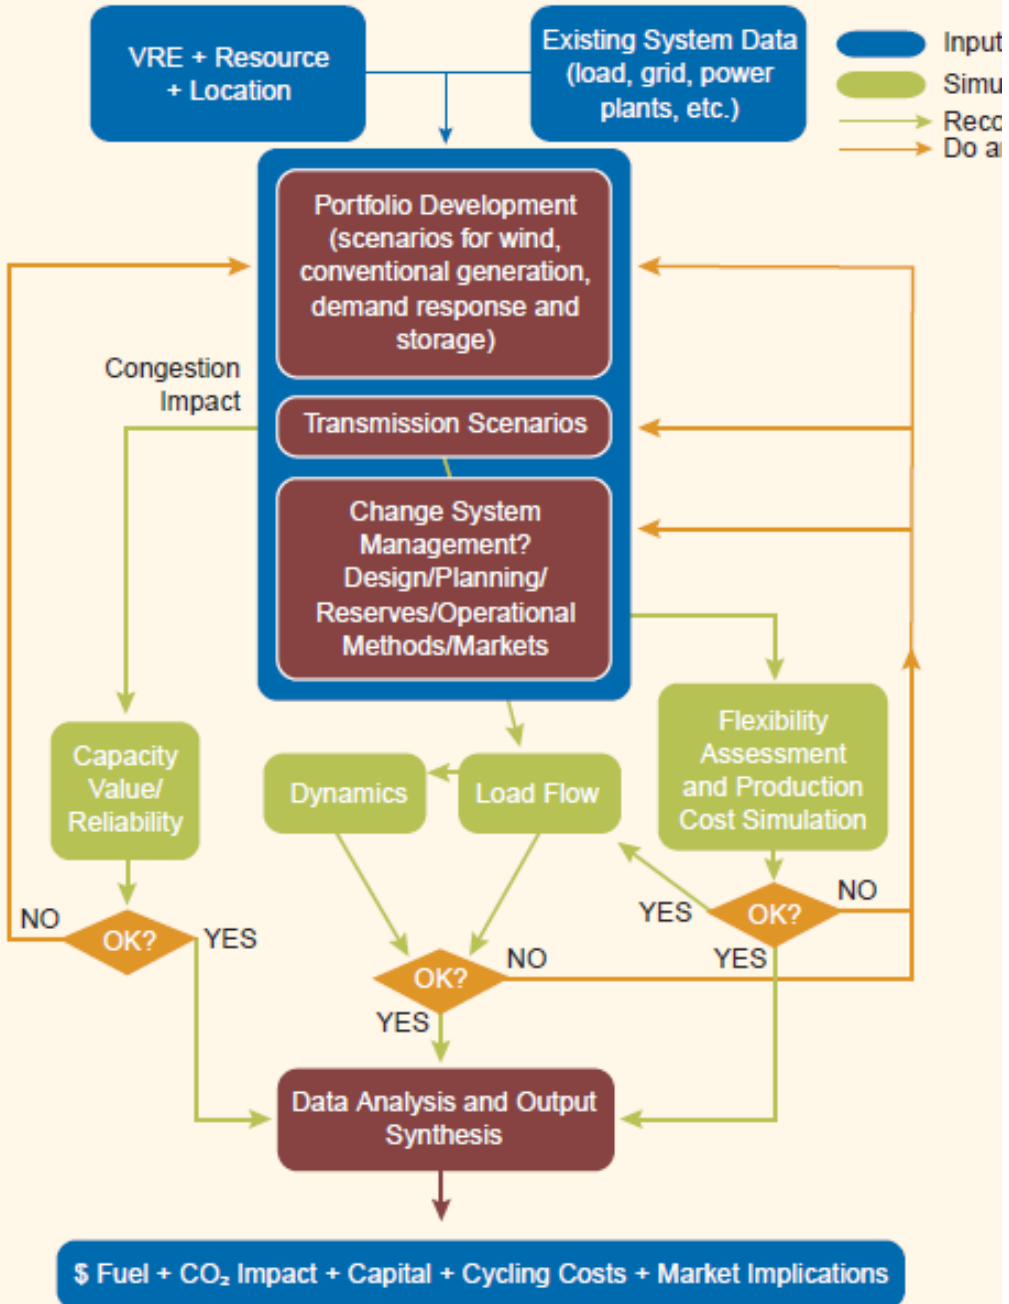 VRE + Resource
+ Location
Existing System Data
(load, grid, power
plants, etc.)
Input
Simu
Reco
Do a
Portfolio Development
(scenarios for wind,
conventional generation,
demand response and
storage)
Congestion
Impact
Transmission Scenarios
Change System
Management?
Design/Planning/
Reserves/Operational
Methods/Markets
Capacity
Value/
Reliability
Dynamics
Load Flow
Flexibility
Assessment
and Production
Cost Simulation
NO
OK?
YES
OK?
NO
YES
YES
OK?
NO
YES
Data Analysis and Output
Synthesis
$ Fuel + CO₂ Impact + Capital + Cycling Costs + Market Implications